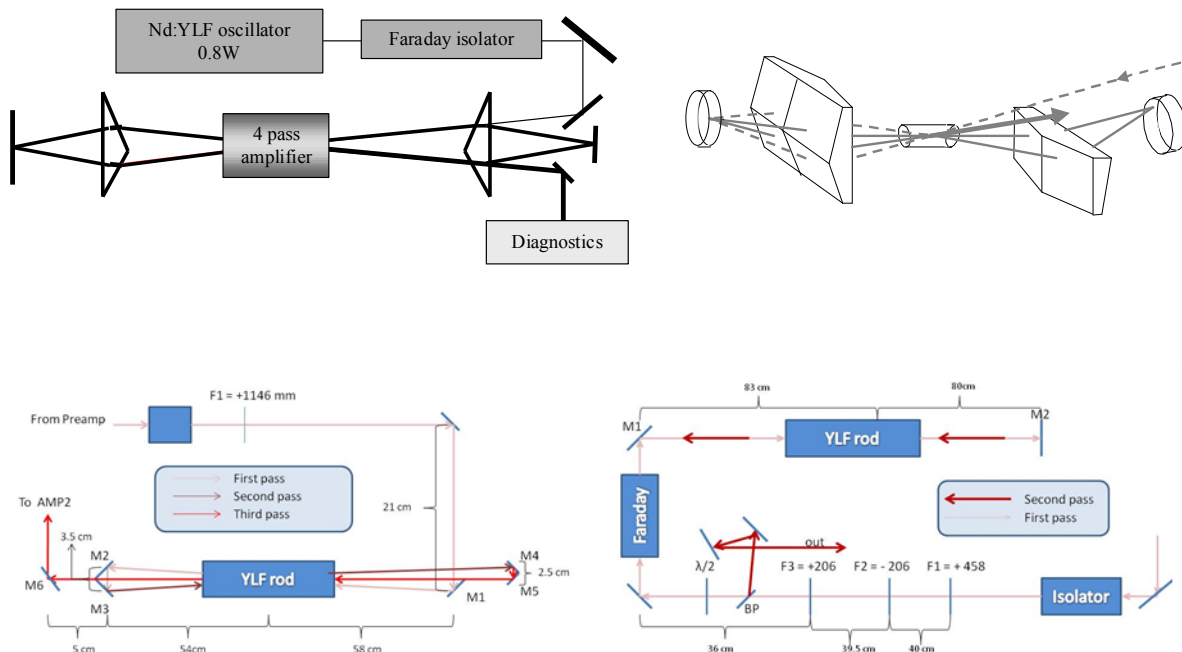 Nd:YLF oscillator
0.8W
Faraday isolator
4 pass
amplifier
Diagnostics
F1 = +1146 mm
From Preamp
First pass
Second pass
Third pass
21 cm
To AMP2
3.5 cm
M2
M4
YLF rod
2.5 cm
M6
M5
M1
M3
5 cm
54cm
58 cm
83 cm
80cm
M1
M2
YLF rod
Faraday
Second pass
First pass
out
λ/2
F3 = +206
F2 = - 206
F1 = + 458
Isolator
BP
36 cm
39.5 cm
40 cm